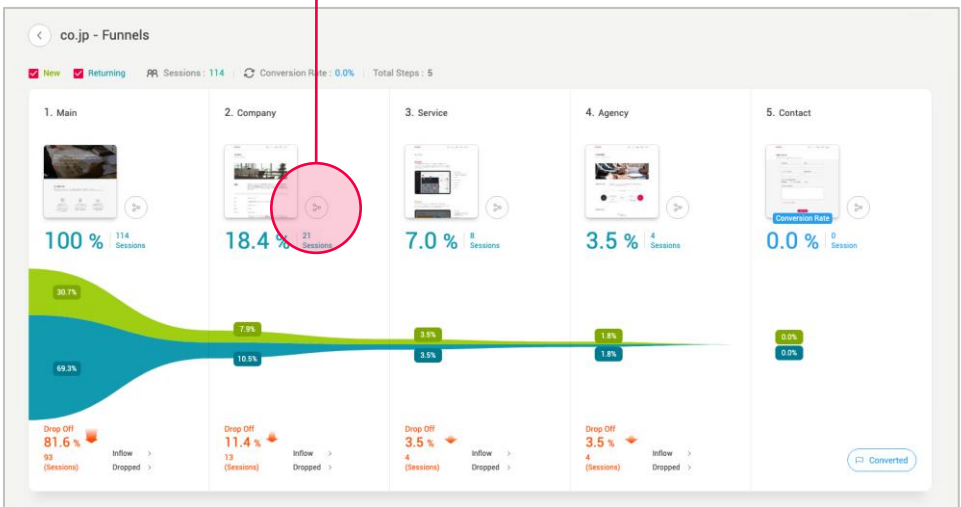 co.jp - Funnels
New Returning Sessions : 114 Conversion Rate : 0.0% Total Steps : 5
1. Main
100 % 114 Sessions
30.7%
69.3%
Drop Off
81.6 %
93
(Sessions)
Inflow >
Dropped >
2. Company
18.4 % 21 Sessions
7.9%
10.5%
Drop Off
11.4 %
13
(Sessions)
Inflow >
Dropped >
3. Service
7.0 % 8 Sessions
3.5%
3.5%
Drop Off
3.5 %
4
(Sessions)
Inflow >
Dropped >
4. Agency
3.5 % 4 Sessions
1.8%
1.8%
Drop Off
3.5 %
4
(Sessions)
Inflow >
Dropped >
5. Contact
Conversion Rate
0.0 % 0 Session
0.0%
0.0%
Converted